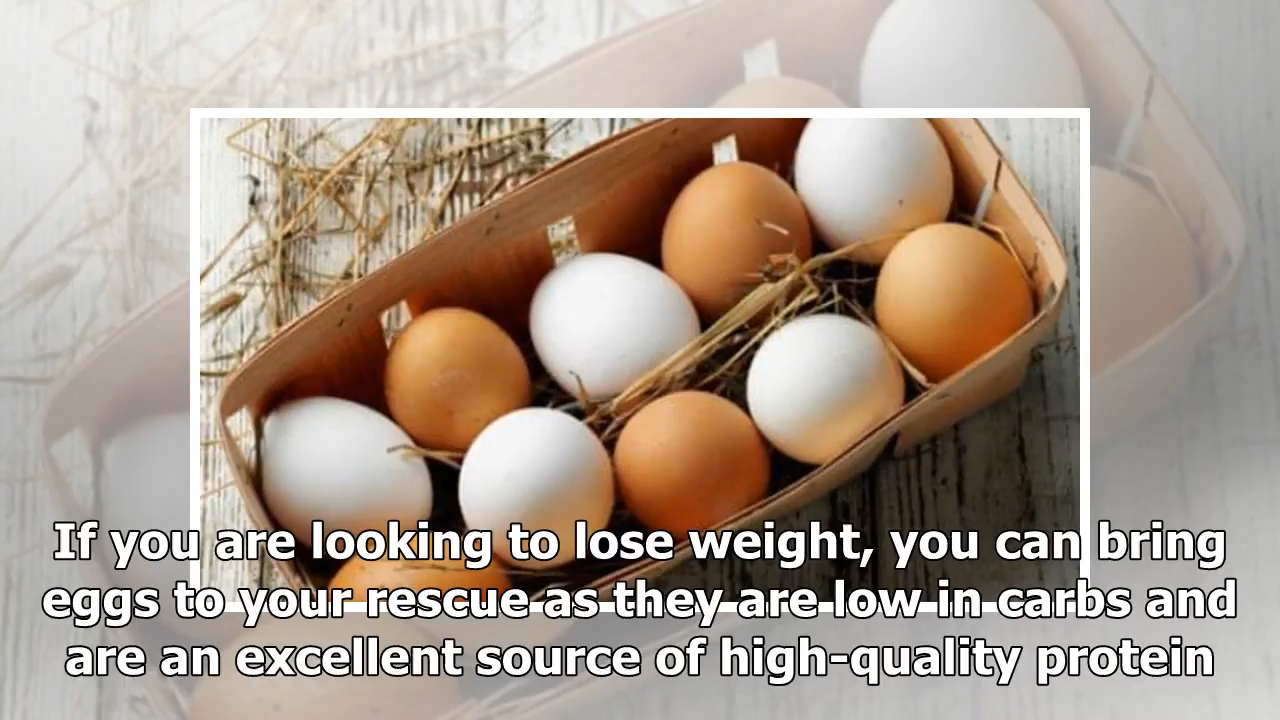 If you are looking to lose weight, you can bring
eggs to your rescue as they are low in carbs and
are an excellent source of high-quality protein